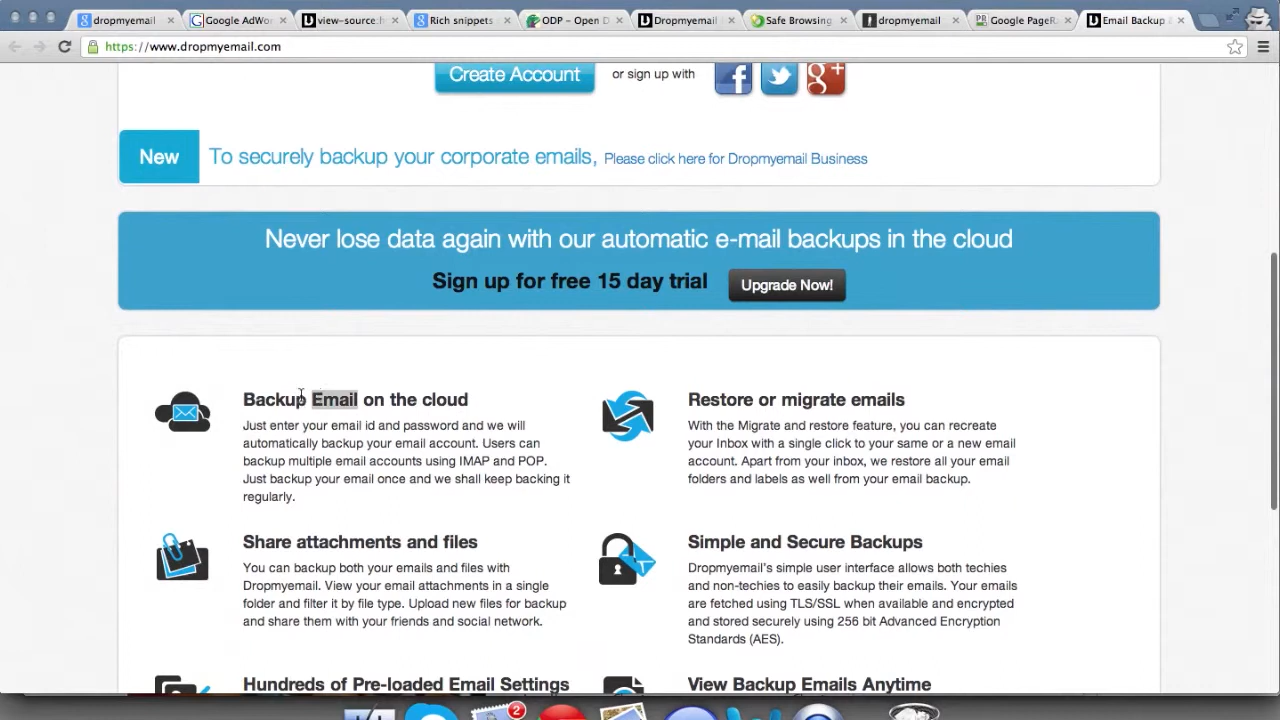 dropmyemail
Google AdWor
view-source:h
Rich snippets
ODP – Open D
Dropmyemail
Safe Browsing
dropmyemail
Google PageR
Email Backup &
https://www.dropmyemail.com
Create Account
or sign up with
New
To securely backup your corporate emails, Please click here for Dropmyemail Business
Never lose data again with our automatic e-mail backups in the cloud
Sign up for free 15 day trial
Upgrade Now!
Backup Email on the cloud
Just enter your email id and password and we will
automatically backup your email account. Users can
backup multiple email accounts using IMAP and POP.
Just backup your email once and we shall keep backing it
regularly.
Restore or migrate emails
With the Migrate and restore feature, you can recreate
your Inbox with a single click to your same or a new email
account. Apart from your inbox, we restore all your email
folders and labels as well from your email backup.
Share attachments and files
You can backup both your emails and files with
Dropmyemail. View your email attachments in a single
folder and filter it by file type. Upload new files for backup
and share them with your friends and social network.
Simple and Secure Backups
Dropmyemail's simple user interface allows both techies
and non-techies to easily backup their emails. Your emails
are fetched using TLS/SSL when available and encrypted
and stored securely using 256 bit Advanced Encryption
Standards (AES).
Hundreds of Pre-loaded Email Settings
View Backup Emails Anytime
2